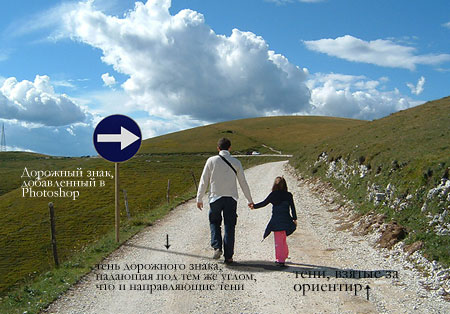 Дорожный знак,
добавленный в
Photoshop
тень дорожного знака,
падающая под тем же углом,
что и направляющие тени
тени, взятые за
ориентир